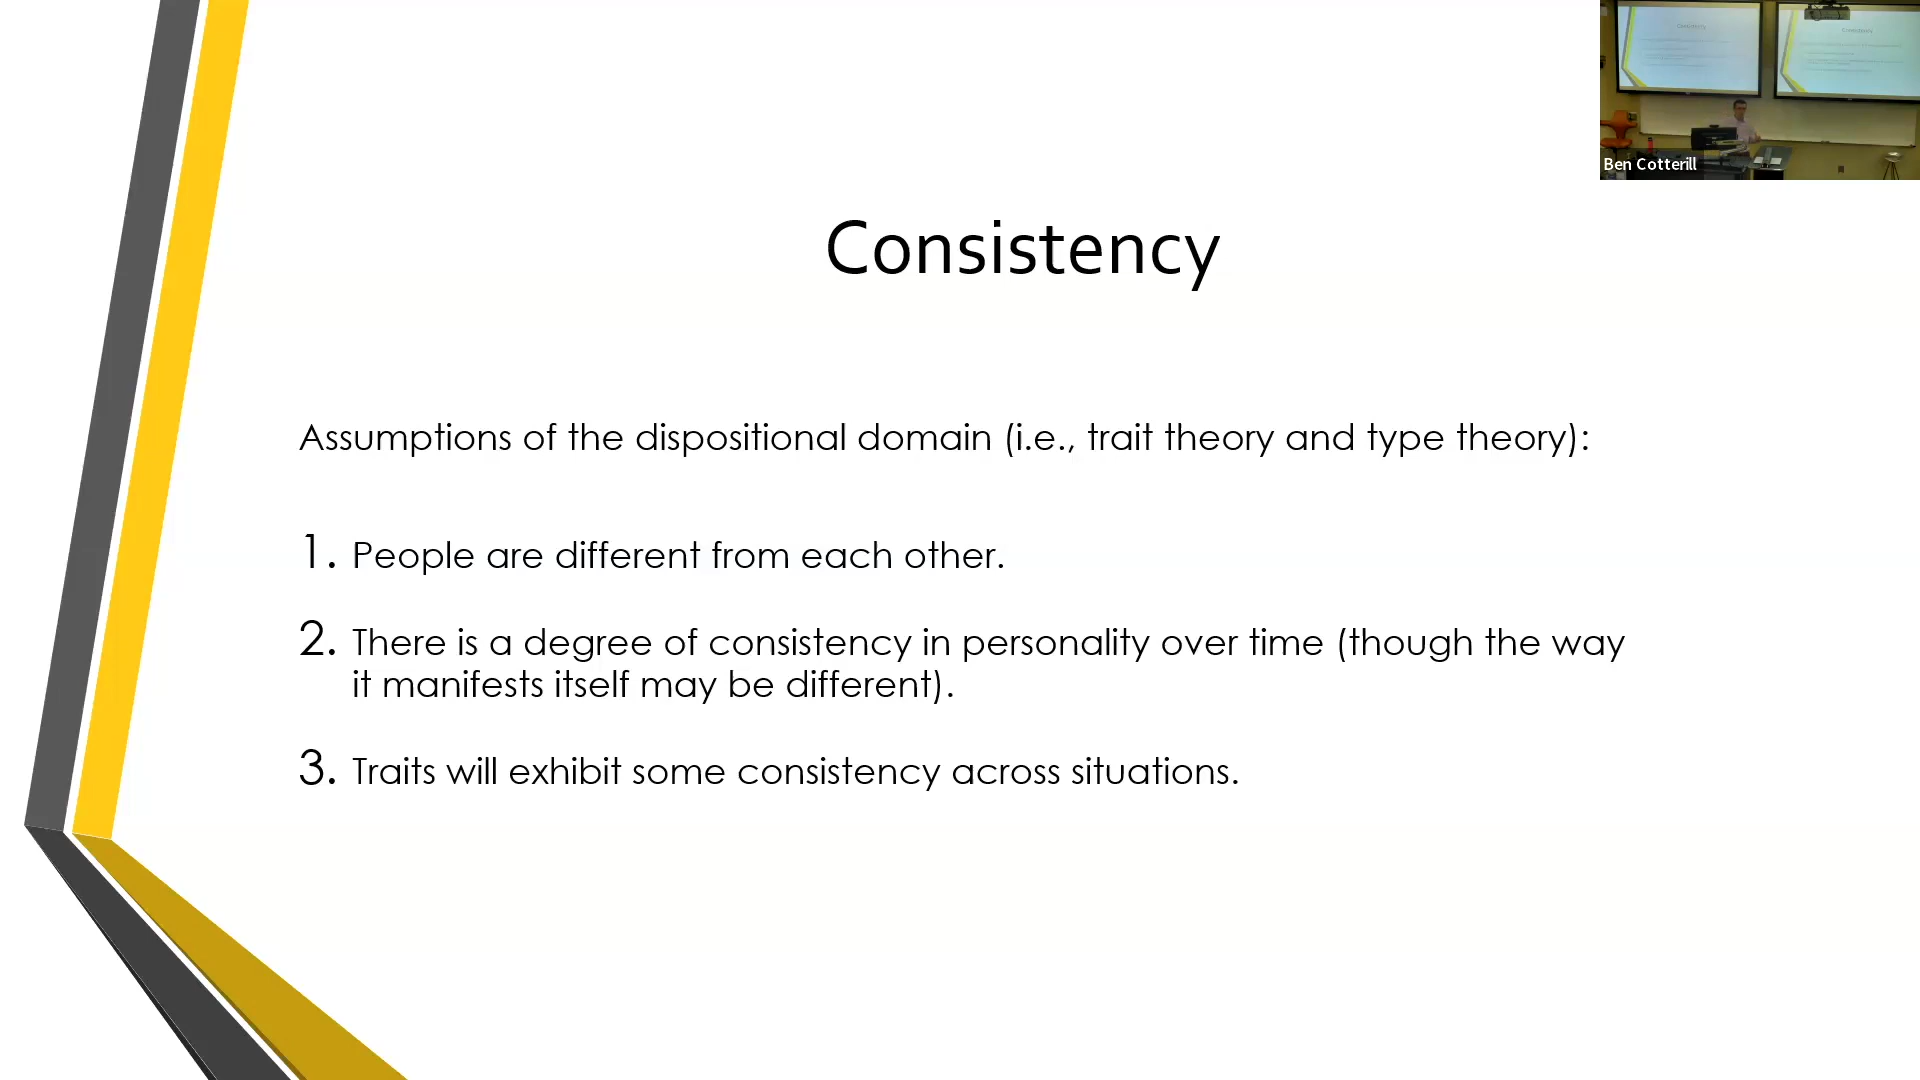 Ben Cotterill
Consistency
Assumptions of the dispositional domain (i.e., trait theory and type theory):
1. People are different from each other.
2. There is a degree of consistency in personality over time (though the way
it manifests itself may be different).
3. Traits will exhibit some consistency across situations.